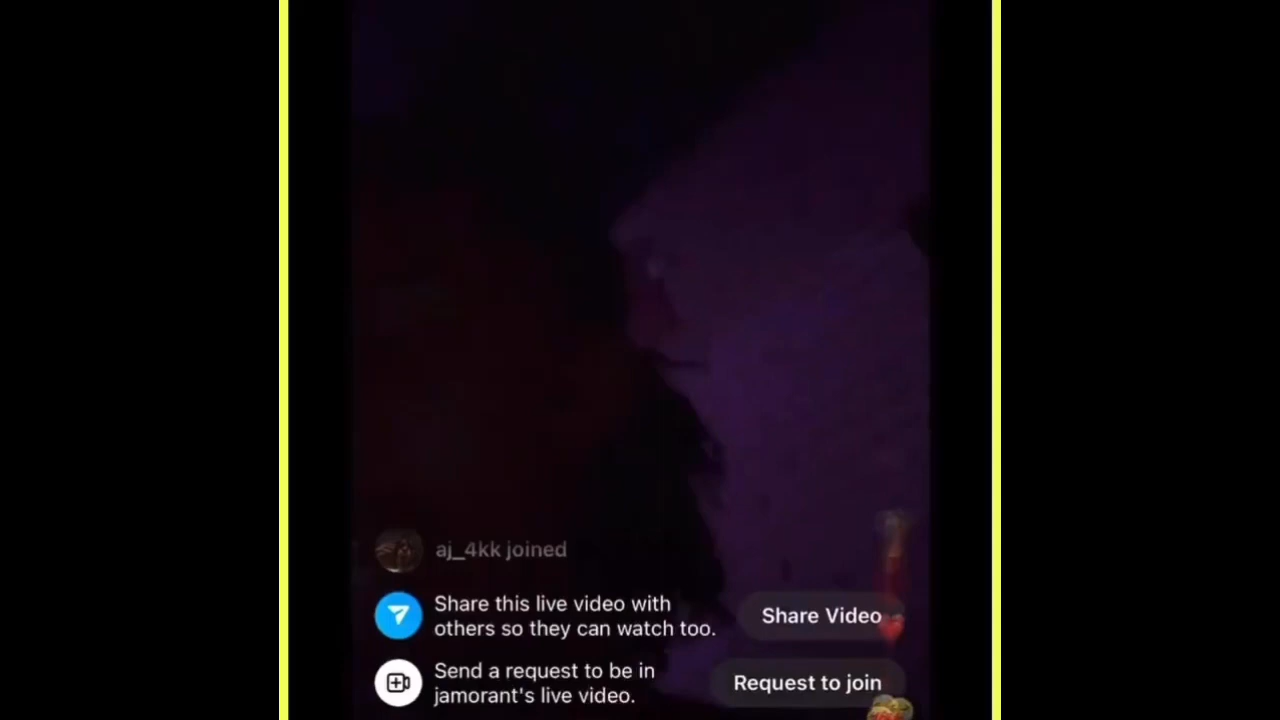 aj_4kk joined
Share this live video with
others so they can watch too.
Share Video
Send a request to be in
jamorant's live video.
Request to join